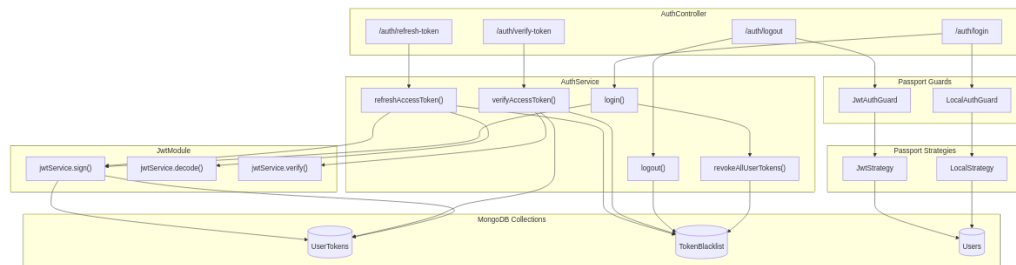 AuthController
/auth/refresh-token
/auth/verify-token
/auth/logout
/auth/login
AuthService
Passport Guards
refreshAccessToken()
verifyAccessToken()
login()
JwtAuthGuard
LocalAuthGuard
JwtModule
Passport Strategies
jwtService.sign()
jwtService.decode()
jwtService.verify()
logout()
revokeAllUserTokens()
JwtStrategy
LocalStrategy
MongoDB Collections
UserTokens
TokenBlacklist
Users